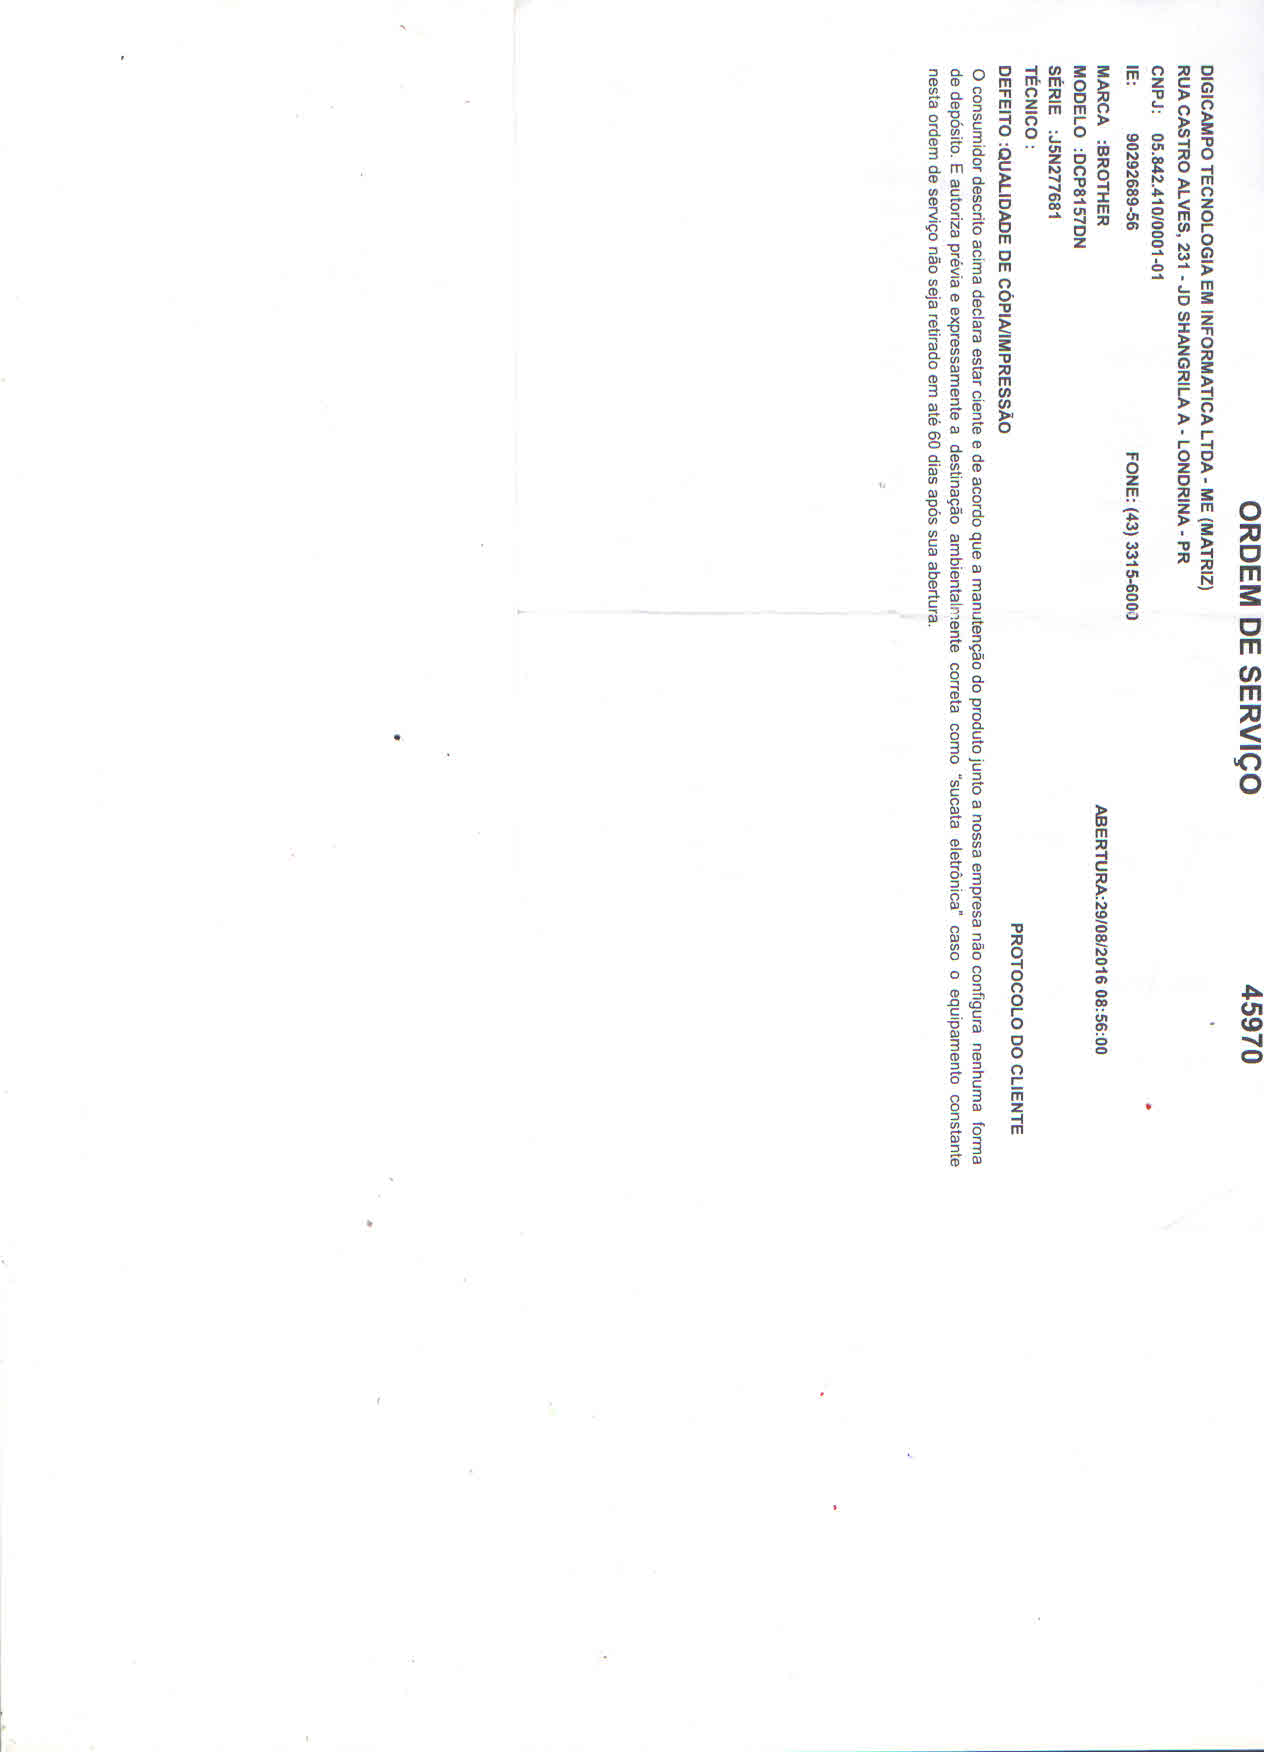 ORDEM DE SERVIÇO 45970
DIGICAMPO TECNOLOGIA EM INFORMATICA LTDA - ME (MATRIZ)
RUA CASTRO ALVES, 231 - JD SHANGRILA A - LONDRINA - PR
CNPJ: 05.842.410/0001-01
IE: 90292689-56 FONE: (43) 3315-6000
MARCA :BROTHER ABERTURA:29/08/2016 08:56:00
MODELO :DCP8157DN
SÉRIE :J5N277681
TÉCNICO :
PROTOCOLO DO CLIENTE
DEFEITO :QUALIDADE DE CÓPIA/IMPRESSÃO
O consumidor descrito acima declara estar ciente e de acordo que a manutenção do produto junto a nossa empresa não configura nenhuma forma
de depósito. E autoriza prévia e expressamente a destinação ambientalmente correta como “sucata eletrônica” caso o equipamento constante
nesta ordem de serviço não seja retirado em até 60 dias após sua abertura.